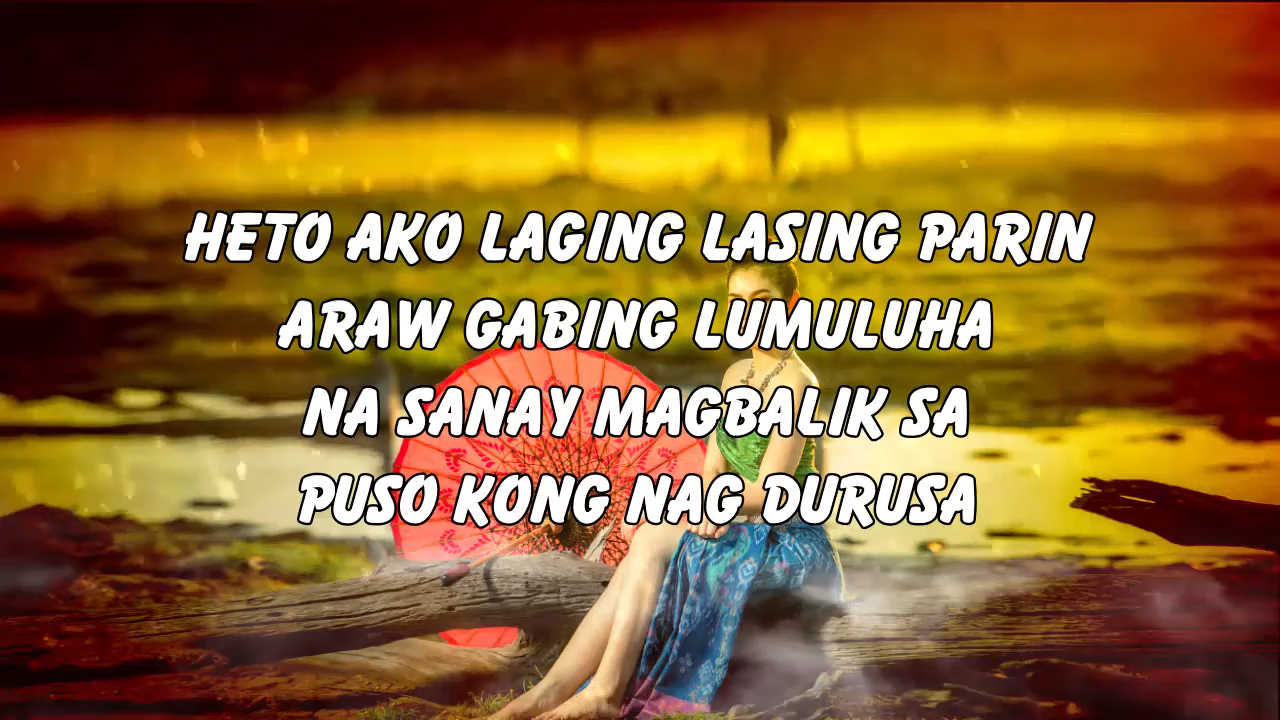 HETO AKO LAGING LASING PARIN
ARAW GABING LUMULUHA
NA SANAY MAGBALIK SA
PUSO KONG NAG DURUSA